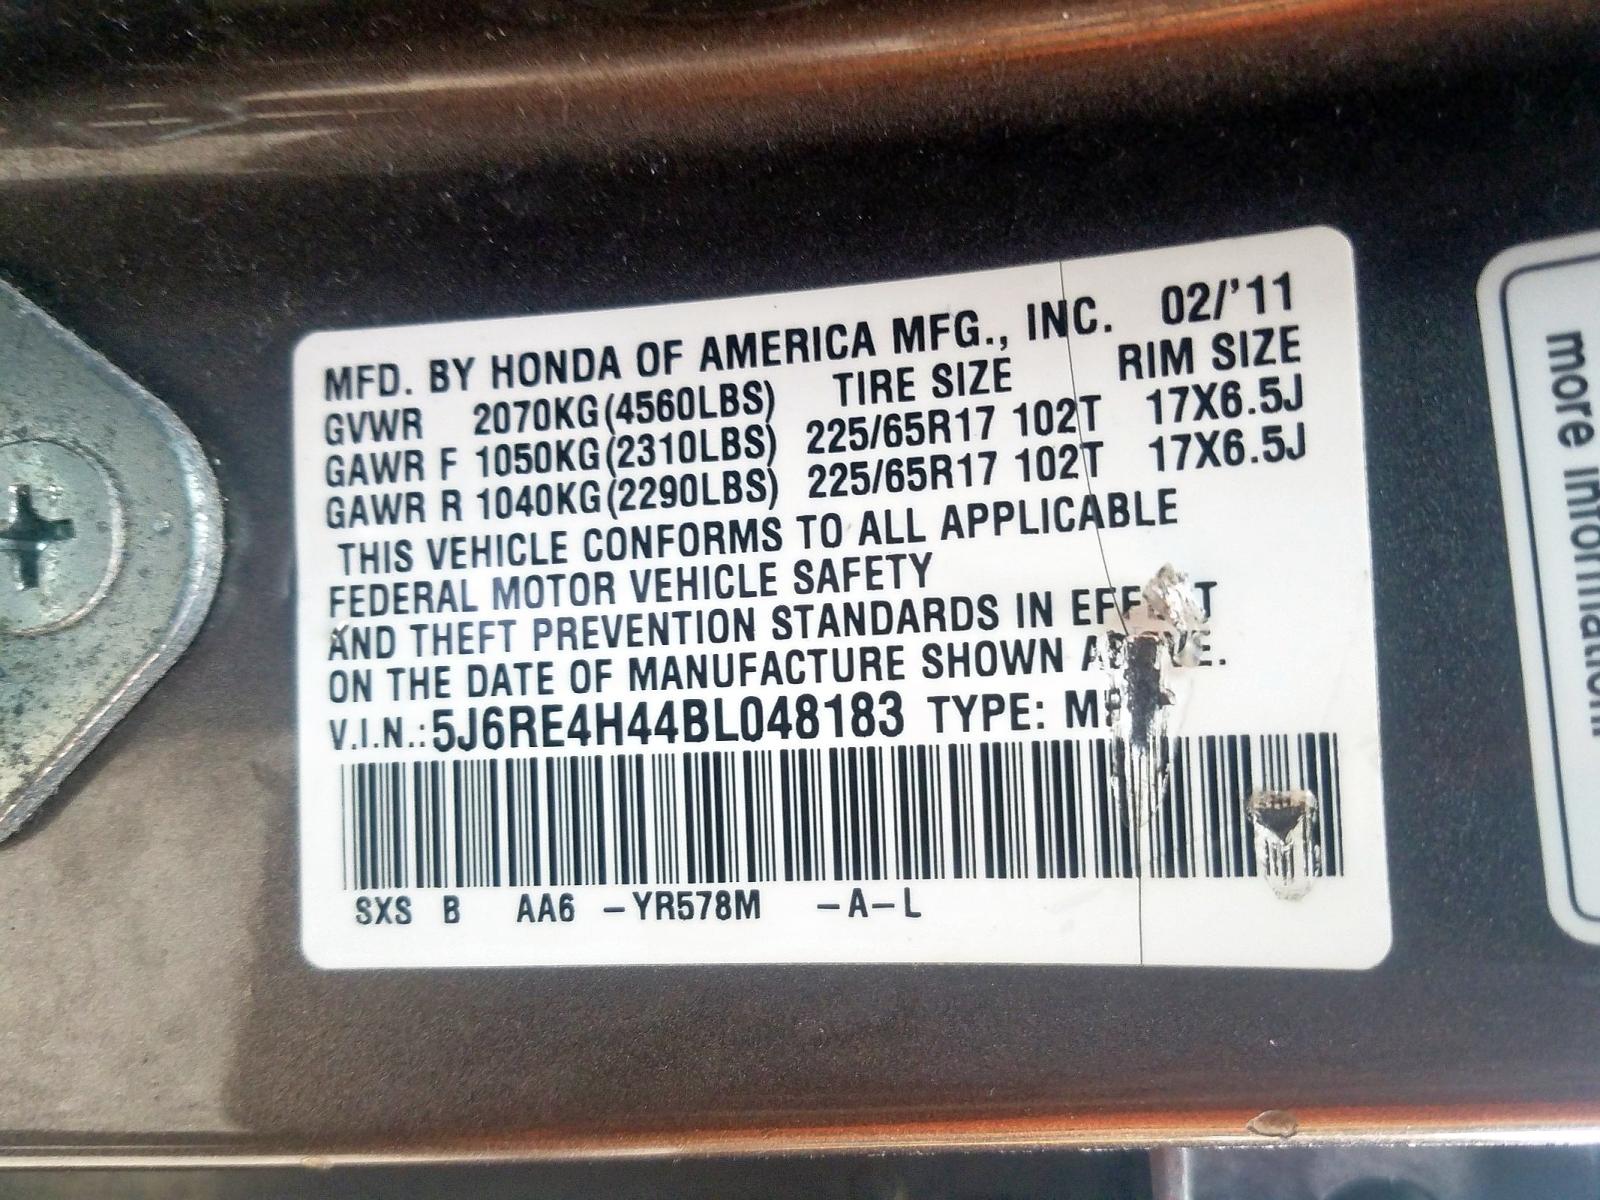 MFD. BY HONDA OF AMERICA MFG., INC. 02/'11
GVWR 2070KG(4560LBS) TIRE SIZE RIM SIZE
GAWR F 1050KG(2310LBS) 225/65R17 102T 17X6.5J
GAWR R 1040KG(2290LBS) 225/65R17 102T 17X6.5J
THIS VEHICLE CONFORMS TO ALL APPLICABLE
FEDERAL MOTOR VEHICLE SAFETY
AND THEFT PREVENTION STANDARDS IN
ON THE DATE OF MANUFACTURE SHOWN
V.I.N.:5J6RE4H44BL048183 TYPE:
SXS B AA6 -YR578M -A-L
more information